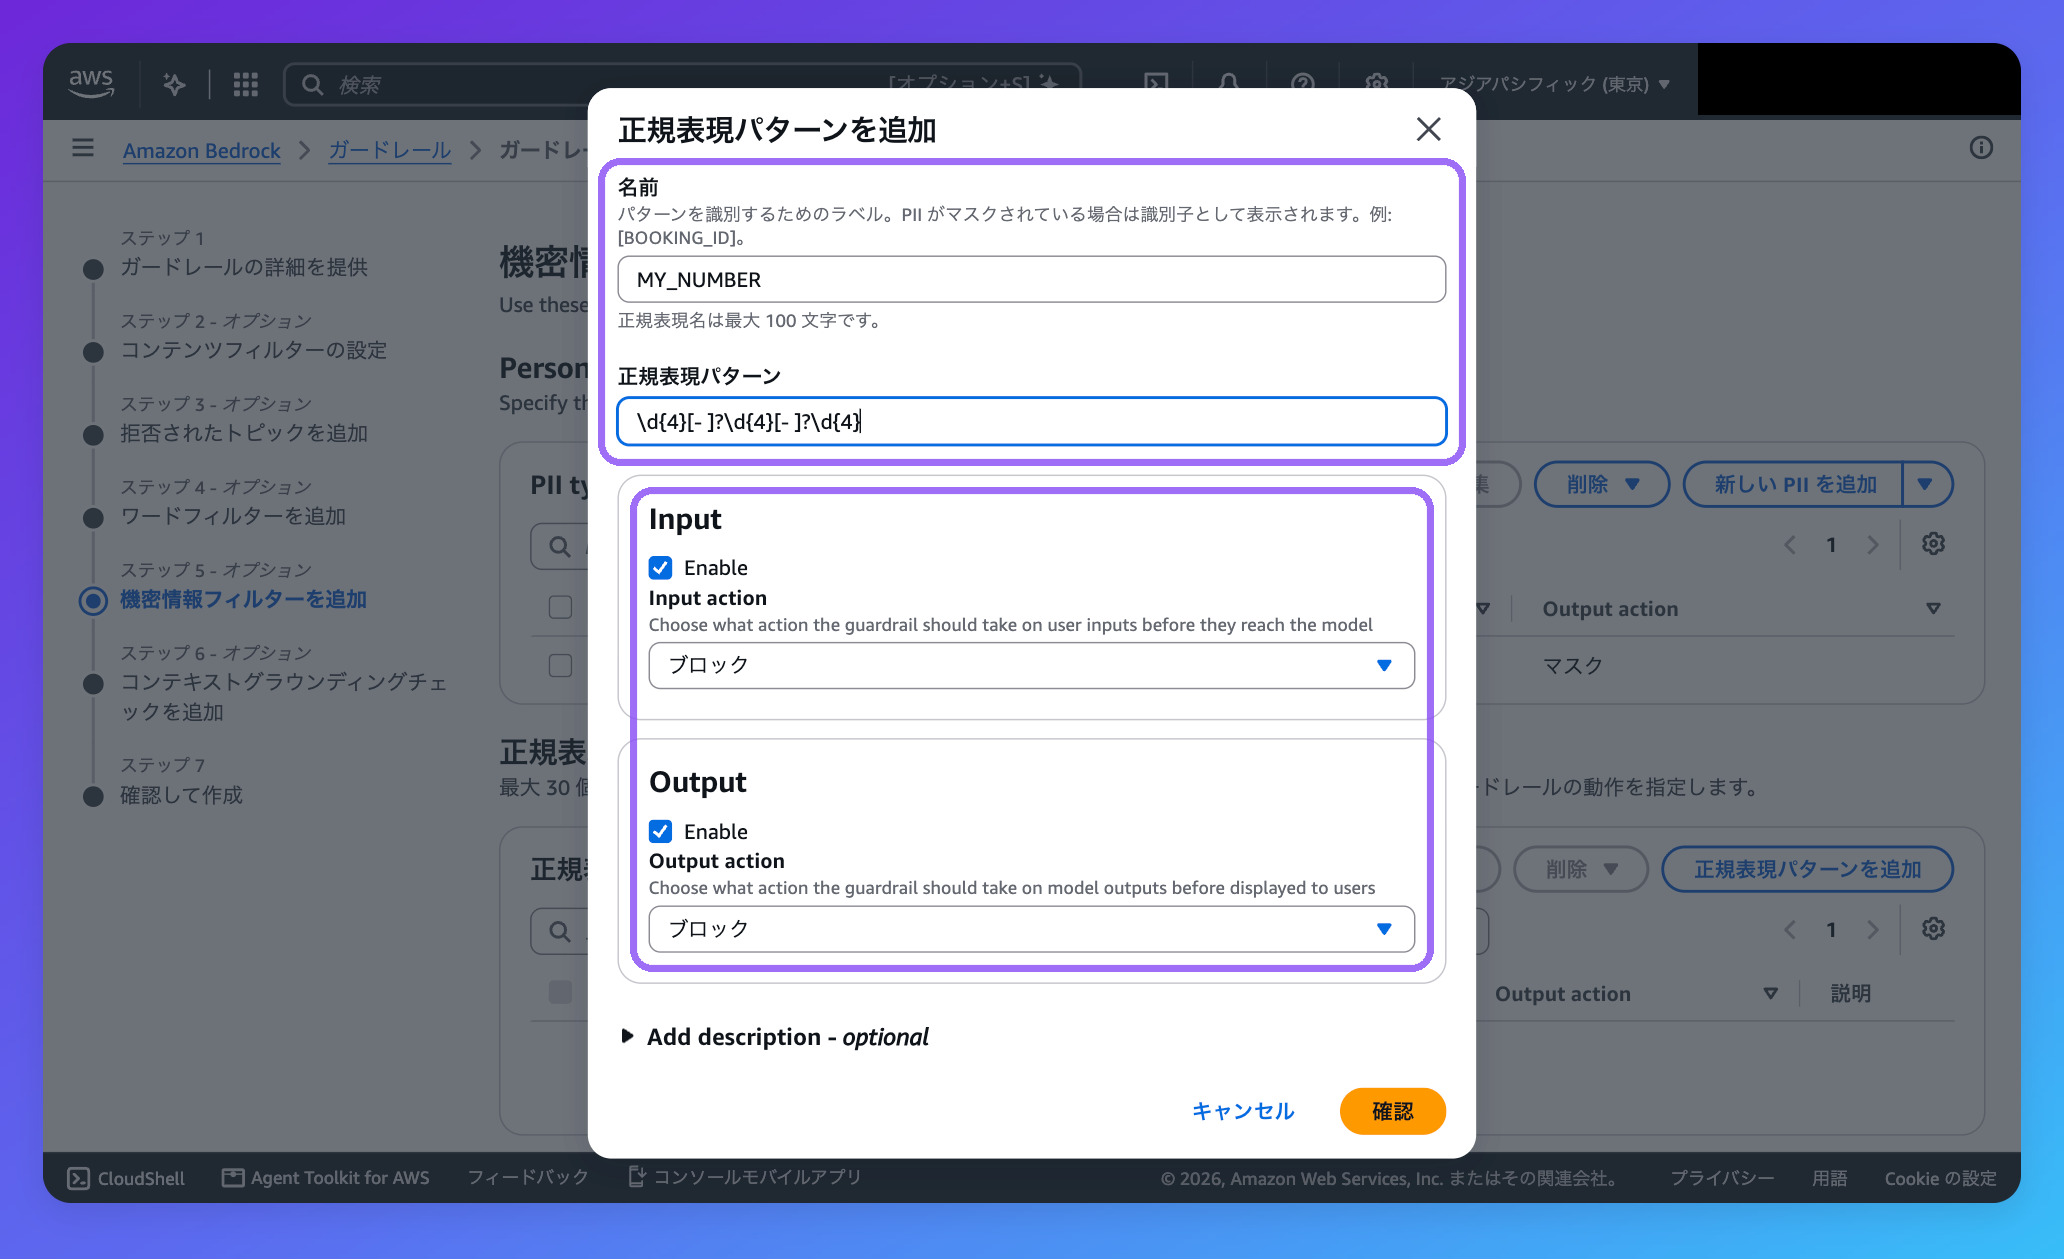 aws
検索
[オプション+S]
アジアパシフィック (東京)
Amazon Bedrock
ガードレール
ガードレー
ステップ 1
ガードレールの詳細を提供
ステップ 2 - オプション
コンテンツフィルターの設定
ステップ 3 - オプション
拒否されたトピックを追加
ステップ 4 - オプション
ワードフィルターを追加
ステップ 5 - オプション
機密情報フィルターを追加
ステップ 6 - オプション
コンテキストグラウンディングチェ
ックを追加
ステップ 7
確認して作成
機密情
Use these
Person
Specify th
PII ty
削除
新しい PII を追加
1
Output action
マスク
正規表
最大 30 個
ドレールの動作を指定します。
正規
削除
正規表現パターンを追加
1
Output action
説明
正規表現パターンを追加
名前
パターンを識別するためのラベル。PII がマスクされている場合は識別子として表示されます。例:
[BOOKING_ID]。
MY_NUMBER
正規表現名は最大 100 文字です。
正規表現パターン
\d{4}[- ]?\d{4}[- ]?\d{4}
Input
Enable
Input action
Choose what action the guardrail should take on user inputs before they reach the model
ブロック
Output
Enable
Output action
Choose what action the guardrail should take on model outputs before displayed to users
ブロック
Add description - optional
キャンセル
確認
CloudShell
Agent Toolkit for AWS
フィードバック
コンソールモバイルアプリ
© 2026, Amazon Web Services, Inc. またはその関連会社。
プライバシー
用語
Cookie の設定